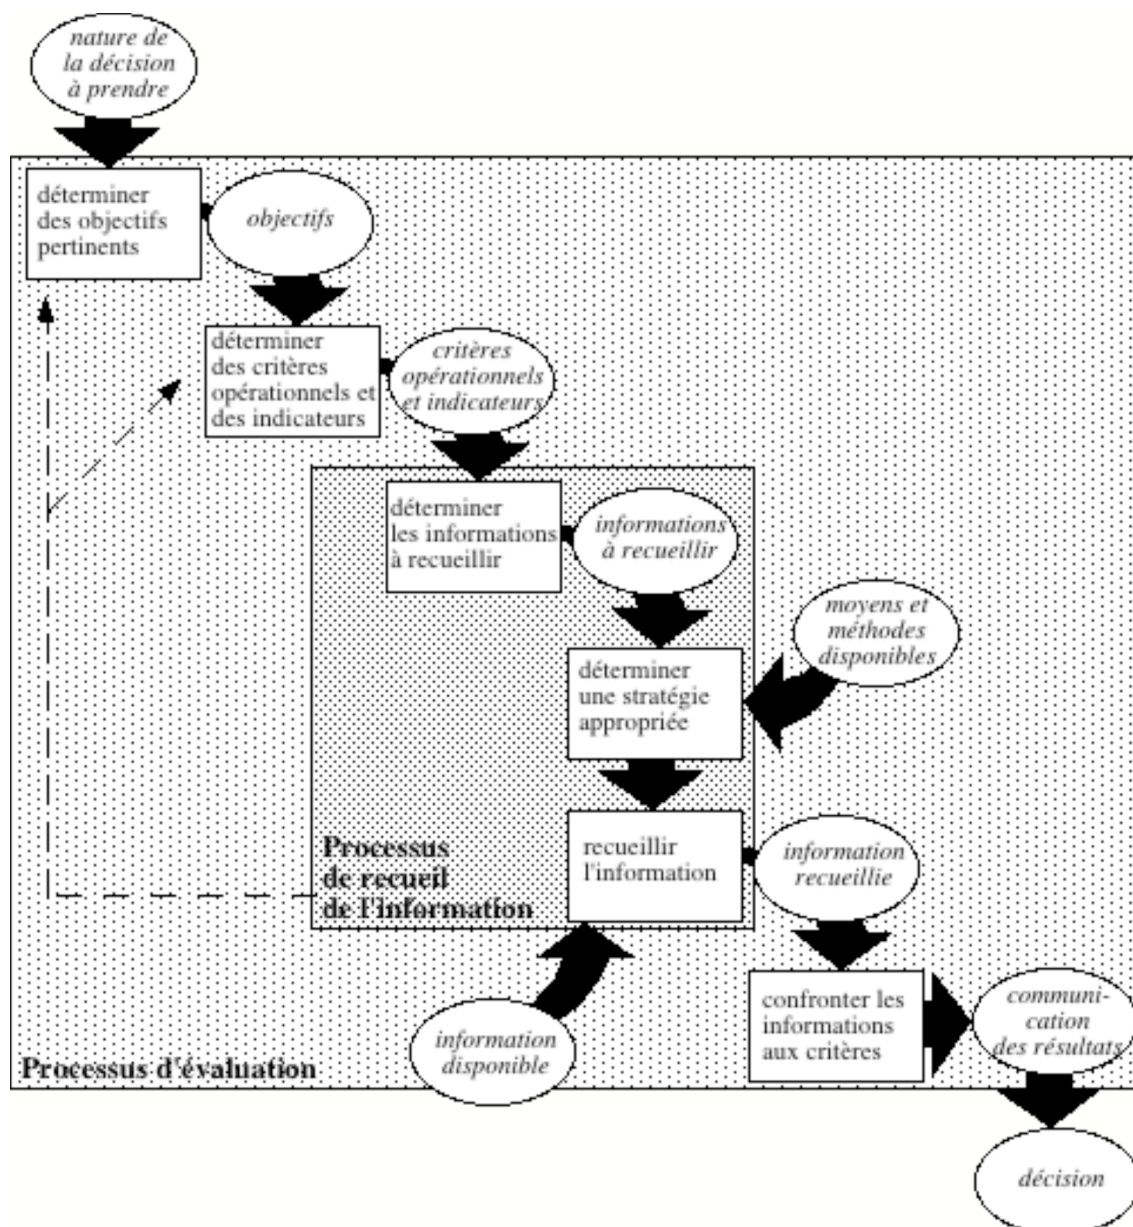 nature de
la décision
à prendre
déterminer
des objectifs
pertinents
objectifs
déterminer
des critères
opérationnels et
des indicateurs
critères
opérationnels
et indicateurs
déterminer
les informations
à recueillir
informations
à recueillir
moyens et
méthodes
disponibles
déterminer
une stratégie
appropriée
recueillir
l'information
information
recueillie
Processus
de recueil
de l'information
information
disponible
confronter les
informations
aux critères
communi-
cation
des résultats
Processus d'évaluation
décision